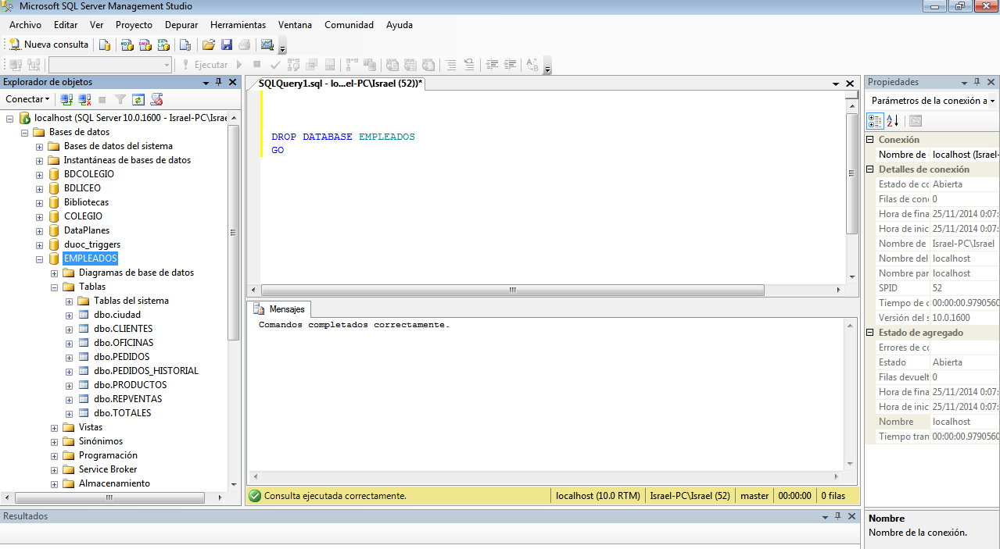 Microsoft SQL Server Management Studio
Archivo Editar Ver Proyecto Depurar Herramientas Ventana Comunidad Ayuda
Nueva consulta
Ejecutar
Explorador de objetos
Conectar
localhost (SQL Server 10.0.1600 - Israel-PC\Israe
Bases de datos
Bases de datos del sistema
Instantáneas de bases de datos
BDCOLEGIO
BDLICEO
Bibliotecas
COLEGIO
DataPlanes
duoc_triggers
EMPLEADOS
Diagramas de base de datos
Tablas
Tablas del sistema
dbo.ciudad
dbo.CLIENTES
dbo.OFICINAS
dbo.PEDIDOS
dbo.PEDIDOS_HISTORIAL
dbo.PRODUCTOS
dbo.REPVENTAS
dbo.TOTALES
Vistas
Sinónimos
Programación
Service Broker
Almacenamiento
SQLQuery1.sql - lo...el-PC\Israel (52))*
DROP DATABASE EMPLEADOS
GO
Mensajes
Comandos completados correctamente.
Consulta ejecutada correctamente. localhost (10.0 RTM) Israel-PC\Israel (52) master 00:00:00 0 filas
Resultados
Propiedades
Parámetros de la conexión a
Conexión
Nombre de localhost (Israel-
Detalles de conexión
Estado de cc Abierta
Filas de con 0
Hora de fina 25/11/2014 0:07:
Hora de inic 25/11/2014 0:07:
Nombre de Israel-PC\Israel
Nombre del localhost
Nombre par localhost
SPID 52
Tiempo de c 00:00:00.9790560
Versión del s 10.0.1600
Estado de agregado
Errores de cc
Estado Abierta
Filas devuelt 0
Hora de fina 25/11/2014 0:07:
Hora de inic 25/11/2014 0:07:
Nombre localhost
Tiempo tran 00:00:00.9790560
Nombre
Nombre de la conexión.